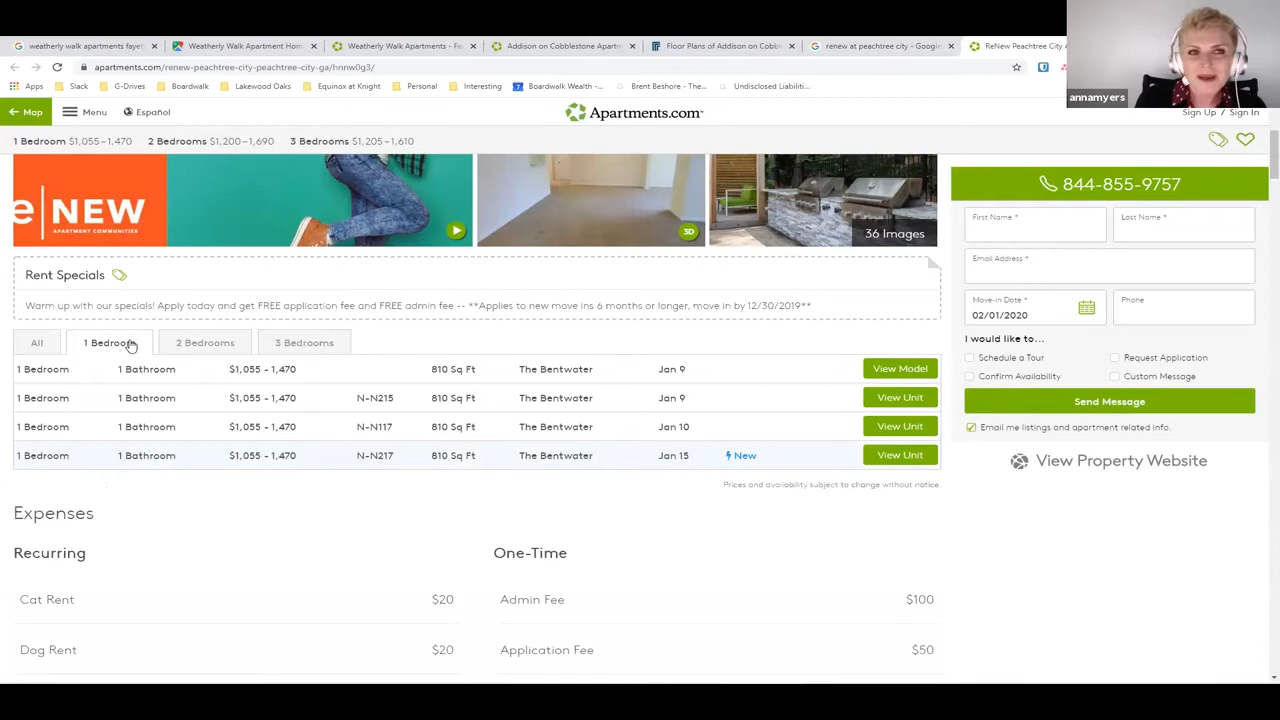 weatherly walk apartments fayet
Weatherly Walk Apartment Hom
Weatherly Walk Apartments - Fa
Addison on Cobblestone Apartm
Floor Plans of Addison on Cobbl
renew at peachtree city - Google
ReNew Peachtree City A
apartments.com/renew-peachtree-city-peachtree-city-ga/hnnw0g3/
Apps Slack G-Drives Boardwalk Lakewood Oaks Equinox at Knight Personal Interesting Boardwalk Wealth -... Brent Beshore - The... Undisclosed Liabiliti...
annamyers
Map Menu Español Apartments.com Sign Up / Sign In
1 Bedroom $1,055 – 1,470 2 Bedrooms $1,200 – 1,690 3 Bedrooms $1,205 – 1,610
e NEW
APARTMENT COMMUNITIES
3D
36 Images
Rent Specials
Warm up with our specials! Apply today and get FREE application fee and FREE admin fee -- **Applies to new move ins 6 months or longer, move in by 12/30/2019**
All 1 Bedroom 2 Bedrooms 3 Bedrooms
1 Bedroom 1 Bathroom $1,055 - 1,470 810 Sq Ft The Bentwater Jan 9 View Model
1 Bedroom 1 Bathroom $1,055 - 1,470 N-N215 810 Sq Ft The Bentwater Jan 9 View Unit
1 Bedroom 1 Bathroom $1,055 - 1,470 N-N117 810 Sq Ft The Bentwater Jan 10 View Unit
1 Bedroom 1 Bathroom $1,055 - 1,470 N-N217 810 Sq Ft The Bentwater Jan 15 New View Unit
Prices and availability subject to change without notice.
Expenses
Recurring
Cat Rent $20
Dog Rent $20
One-Time
Admin Fee $100
Application Fee $50
844-855-9757
First Name * Last Name *
Email Address *
Move-in Date * Phone
02/01/2020
I would like to...
Schedule a Tour Request Application
Confirm Availability Custom Message
Send Message
Email me listings and apartment related info.
View Property Website